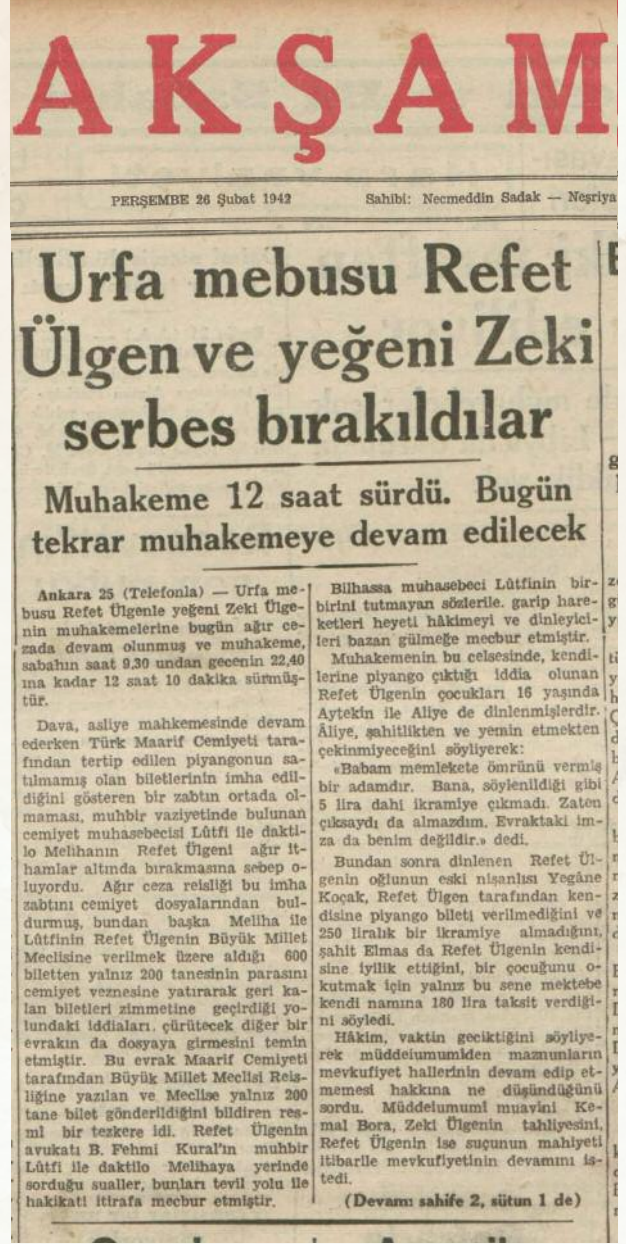 AKŞAM
PERŞEMBE 26 Şubat 1942
Sahibi: Necmeddin Sadak — Neşriya
Urfa mebusu Refet
Ülgen ve yeğeni Zeki
serbes bırakıldılar
Muhakeme 12 saat sürdü. Bugün
tekrar muhakemeye devam edilecek
Ankara 25 (Telefonla) — Urfa me-
busu Refet Ülgenle yeğeni Zeki Ülge-
nin muhakemelerine bugün ağır ce-
zada devam olunmuş ve muhakeme,
sabahın saat 9,30 undan gecenin 22,40
ına kadar 12 saat 10 dakika sürmüş-
tür.
Dava, asliye mahkemesinde devam
ederken Türk Maarif Cemiyeti tara-
fından tertip edilen piyangonun sa-
tılmamış olan biletlerinin imha edil-
diğini gösteren bir zabtın ortada ol-
maması, muhbir vaziyetinde bulunan
cemiyet muhasebecisi Lütfi ile dakti-
lo Melihanın Refet Ülgeni ağır it-
hamlar altında bırakmasına sebep o-
luyordu. Ağır ceza reisliği bu imha
zabtını cemiyet dosyalarından bul-
durmuş, bundan başka Meliha ile
Lûtfinin Refet Ülgenin Büyük Millet
Meclisine verilmek üzere aldığı 600
biletten yalnız 200 tanesinin parasını
cemiyet veznesine yatırarak geri ka-
lan biletleri zimmetine geçirdiği yo-
lundaki iddiaları, çürütecek diğer bir
evrakın da dosyaya girmesini temin
etmiştir. Bu evrak Maarif Cemiyeti
tarafından Büyük Millet Meclisi Reis-
liğine yazılan ve Meclise yalnız 200
tane bilet gönderildiğini bildiren res-
mî bir tezkere idi. Refet Ülgenin
avukatı B. Fehmi Kural'ın muhbir
Lûtfi ile daktilo Melihaya yerinde
sorduğu sualler, bunları tevil yolu ile
hakikati itirafa mecbur etmiştir.
Bilhassa muhasebeci Lûtfinin bir-
birini tutmayan sözlerile. garip hare-
ketleri heyeti hâkimeyi ve dinleyici-
leri bazan gülmeğe mecbur etmiştir.
Muhakemenin bu celsesinde, kendi-
lerine piyango çıktığı iddia olunan
Refet Ülgenin çocukları 16 yaşında
Aytekin ile Aliye de dinlenmişlerdir.
Âliye, şahitlikten ve yemin etmekten
çekinmiyeceğini söyliyerek:
«Babam memlekete ömrünü vermiş
bir adamdır. Bana, söylenildiği gibi
5 lira dahi ikramiye çıkmadı. Zaten
çıksaydı da almazdım. Evraktaki im-
za da benim değildir.» dedi.
Bundan sonra dinlenen Refet Ül-
genin oğlunun eski nişanlısı Yegâne
Koçak, Refet Ülgen tarafından ken-
disine piyango bileti verilmediğini ve
250 liralık bir ikramiye almadığını,
şahit Elmas da Refet Ülgenin kendi-
sine iyilik ettiğini, bir çocuğunu o-
kutmak için yalnız bu sene mektebe
kendi namına 180 lira taksit verdiği-
ni söyledi.
Hâkim, vaktin geciktiğini söyliye-
rek müddeiumumîden maznunların
mevkufiyet hallerinin devam edip et-
memesi hakkına ne düşündüğünü
sordu. Müddeiumumî muavini Ke-
mal Bora, Zeki Ülgenin tahliyesini,
Refet Ülgenin ise suçunun mahiyeti
itibarile mevkufiyetinin devamını is-
tedi.
(Devamı sahife 2, sütun 1 de)